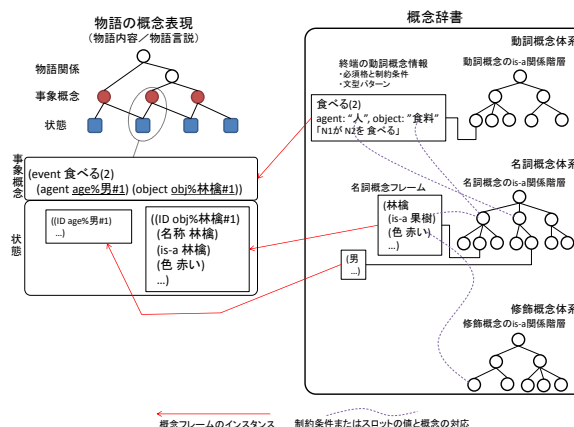 物語の概念表現
(物語内容／物語言説)
物語関係
事象概念
状態
事象概念
(event 食べる(2)
(agent age%男#1) (object obj%林檎#1))
状態
((ID age%男#1)
…)
((ID obj%林檎#1)
(名称 林檎)
(is-a 林檎)
(色 赤い)
…)
概念辞書
動詞概念体系
動詞概念のis-a関係階層
終端の動詞概念情報
・必須格と制約条件
・文型パターン
食べる(2)
agent: “人”, object: ”食料”
「N1が N2を 食べる」
名詞概念体系
名詞概念のis-a関係階層
名詞概念フレーム
(林檎
(is-a 果樹)
(色 赤い)
…)
(男
…)
修飾概念体系
修飾概念のis-a関係階層
概念フレームのインスタンス
制約条件またはスロットの値と概念の対応